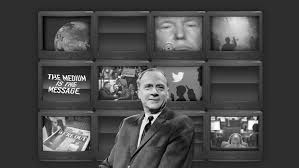 THE MEDIUM
IS THE
MESSAGE.